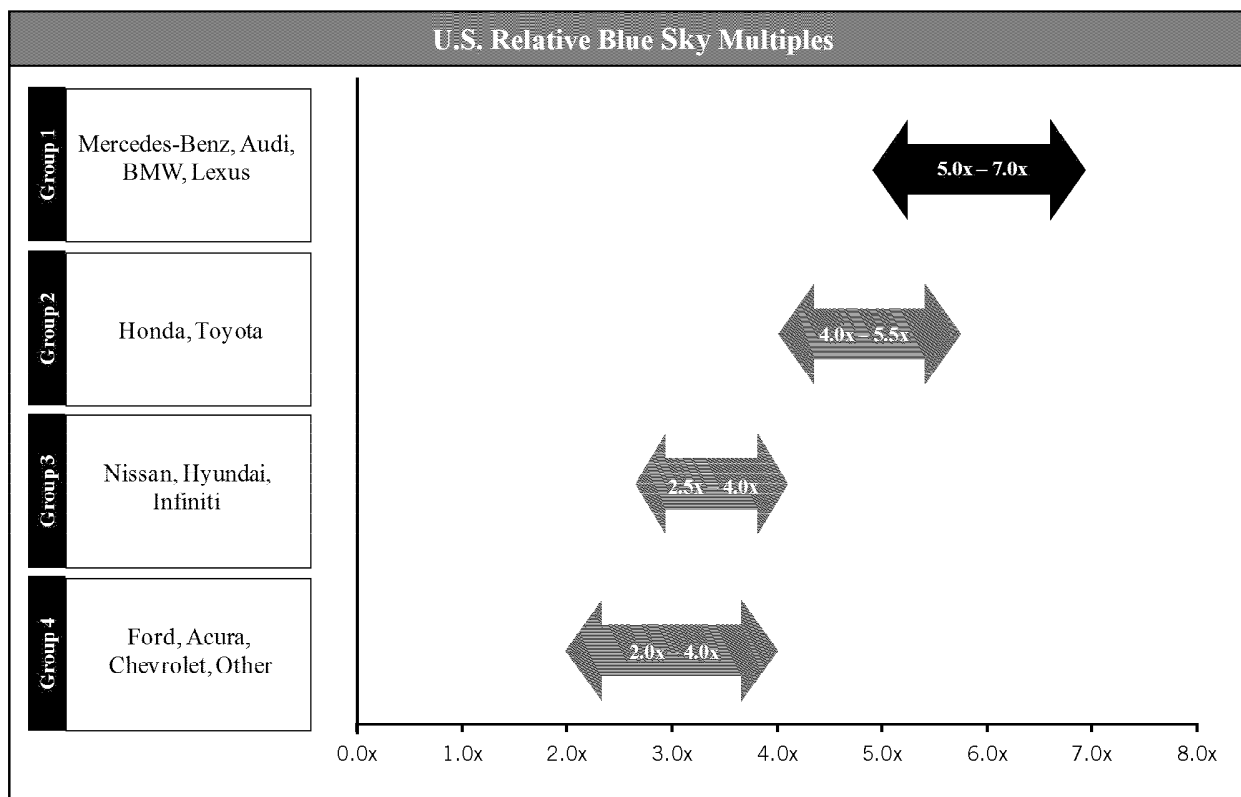 U.S. Relative Blue Sky Multiples
Group 1
Mercedes-Benz, Audi,
BMW, Lexus
5.0x – 7.0x
Group 2
Honda, Toyota
4.0x – 5.5x
Group 3
Nissan, Hyundai,
Infiniti
2.5x – 4.0x
Group 4
Ford, Acura,
Chevrolet, Other
2.0x – 4.0x
0.0x 1.0x 2.0x 3.0x 4.0x 5.0x 6.0x 7.0x 8.0x